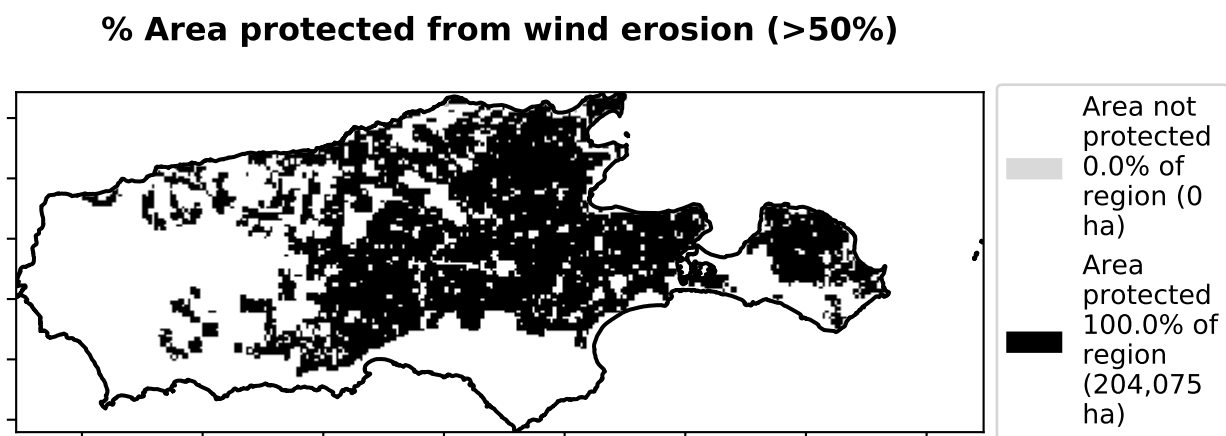 % Area protected from wind erosion (>50%)
Area not
protected
0.0% of
region (0
ha)
Area
protected
100.0% of
region
(204,075
ha)